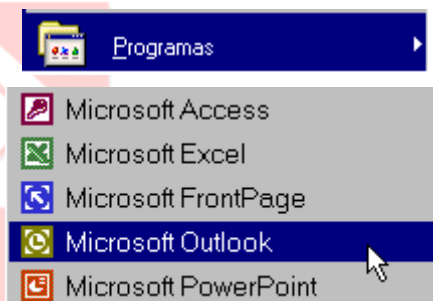 Programas
Microsoft Access
Microsoft Excel
Microsoft FrontPage
Microsoft Outlook
Microsoft PowerPoint